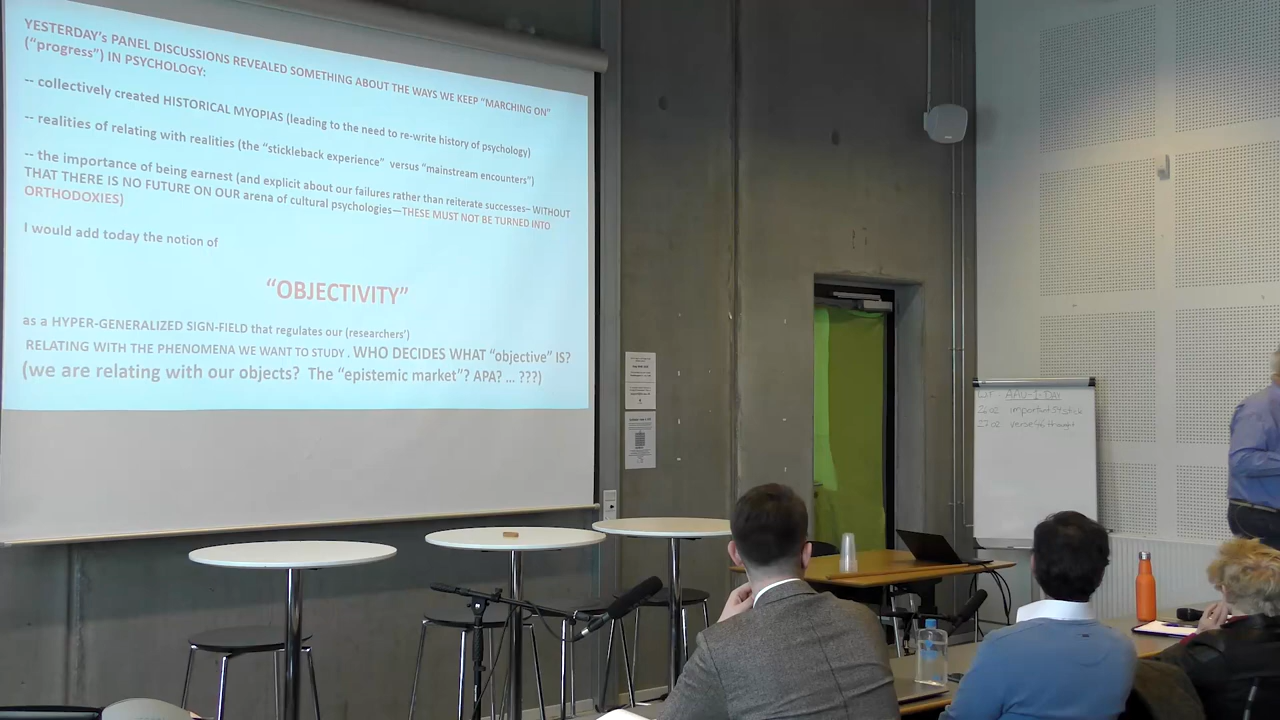 YESTERDAY's PANEL DISCUSSIONS REVEALED SOMETHING ABOUT THE WAYS WE KEEP "MARCHING ON"
("progress") IN PSYCHOLOGY:
-- collectively created HISTORICAL MYOPIAS (leading to the need to re-write history of psychology)
-- realities of relating with realities (the "stickleback experience" versus "mainstream encounters")
-- the importance of being earnest (and explicit about our failures rather than reiterate successes– WITHOUT
THAT THERE IS NO FUTURE ON OUR arena of cultural psychologies—THESE MUST NOT BE TURNED INTO
ORTHODOXIES)
I would add today the notion of
"OBJECTIVITY"
as a HYPER-GENERALIZED SIGN-FIELD that regulates our (researchers')
RELATING WITH THE PHENOMENA WE WANT TO STUDY . WHO DECIDES WHAT "objective" IS?
(we are relating with our objects? The "epistemic market"? APA? ... ???)
AAU-1-DAY